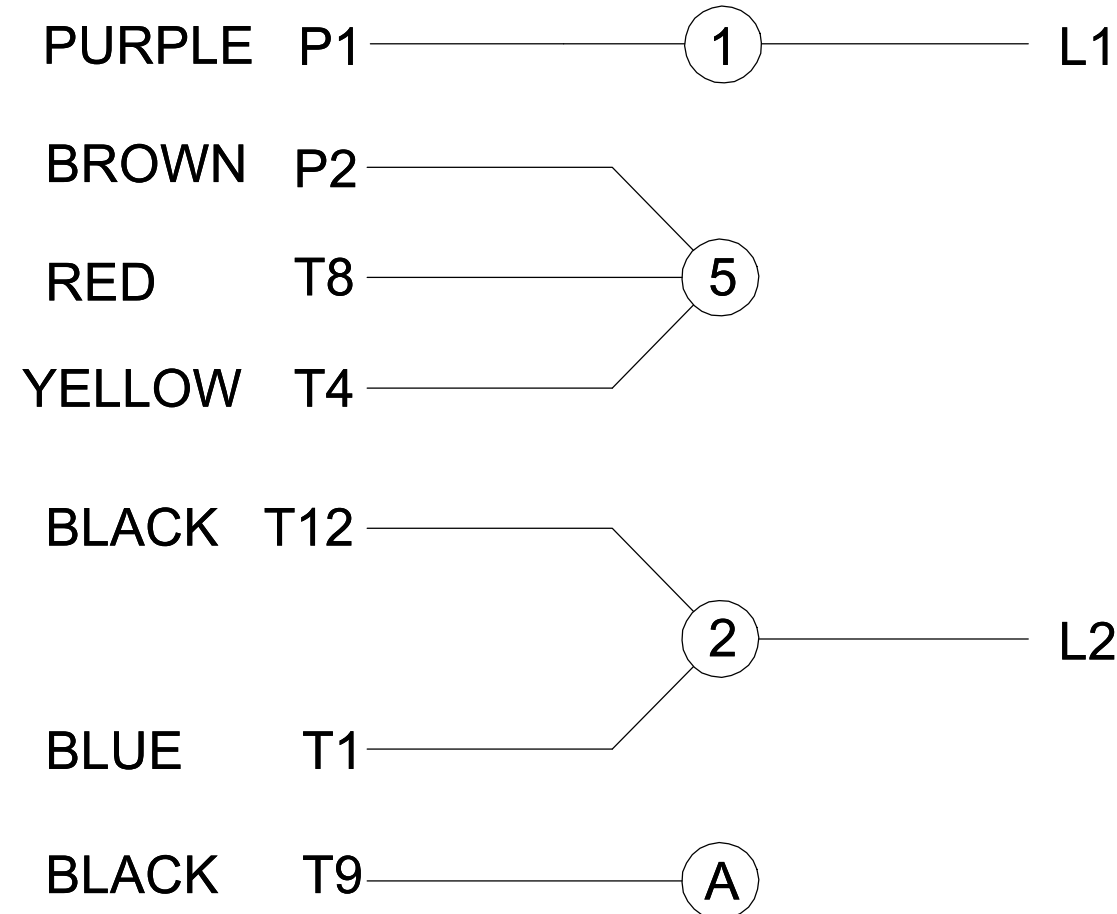 PURPLE P1 1 L1
BROWN P2
RED T8 5
YELLOW T4
BLACK T12
2 L2
BLUE T1
BLACK T9 A